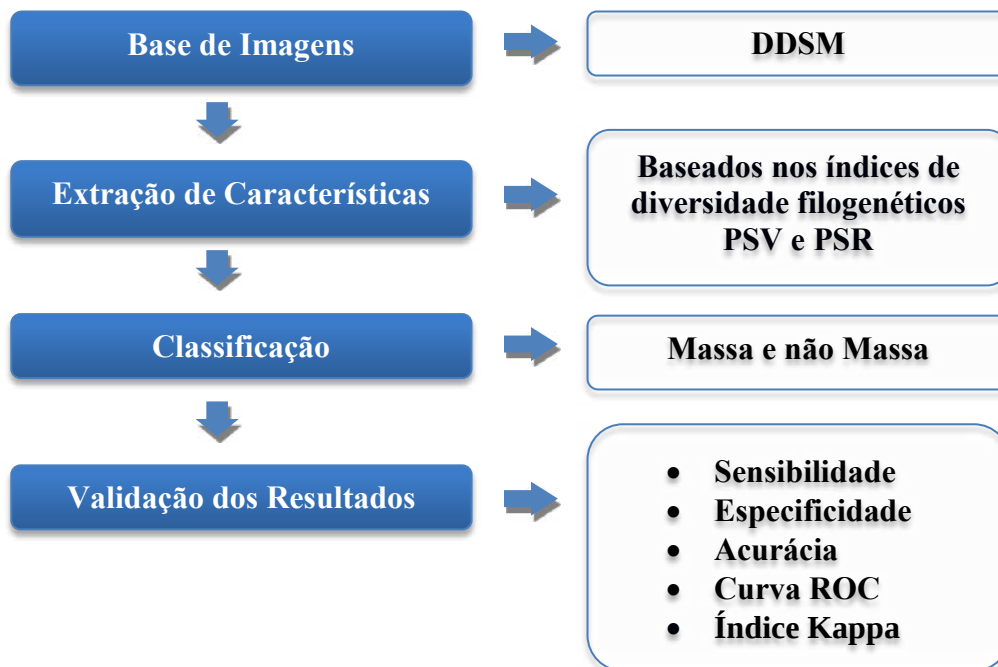 Base de Imagens
DDSM
Extração de Características
Baseados nos índices de
diversidade filogenéticos
PSV e PSR
Classificação
Massa e não Massa
Validação dos Resultados
• Sensibilidade
• Especificidade
• Acurácia
• Curva ROC
• Índice Kappa